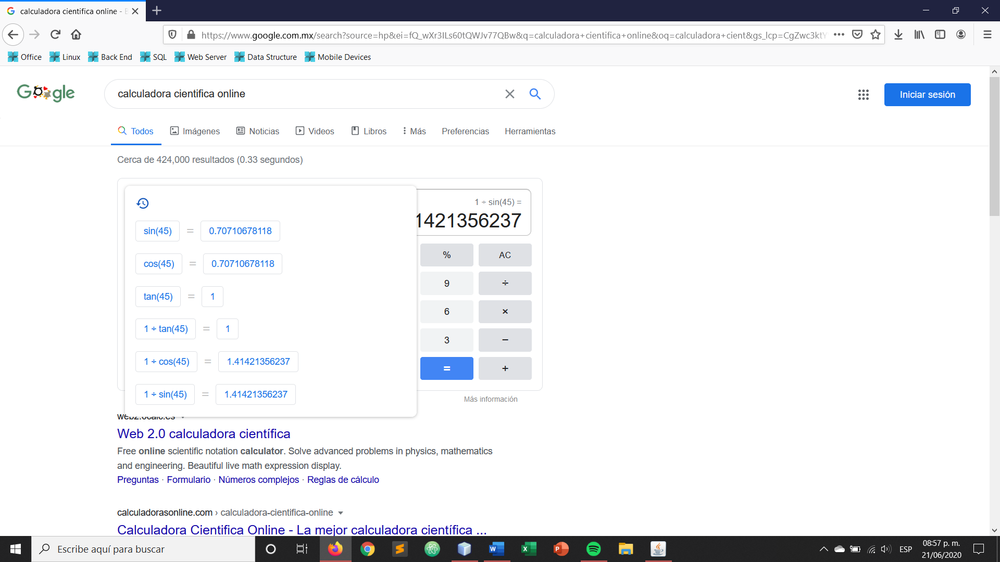 calculadora cientifica online - B
https://www.google.com.mx/search?source=hp&ei=fQ_wXr3ILs60tQWJv77QBw&q=calculadora+cientifica+online&oq=calculadora+cient&gs_lcp=CgZwc3ktY
Office Linux Back End SQL Web Server Data Structure Mobile Devices
Google
calculadora cientifica online
Iniciar sesión
Todos Imágenes Noticias Videos Libros Más Preferencias Herramientas
Cerca de 424,000 resultados (0.33 segundos)
1 ÷ sin(45) =
1421356237
sin(45) = 0.70710678118
cos(45) = 0.70710678118
tan(45) = 1
1 ÷ tan(45) = 1
1 ÷ cos(45) = 1.41421356237
1 ÷ sin(45) = 1.41421356237
% AC
9 ÷
6 ×
3 −
= +
Más información
web2.0calc.es
Web 2.0 calculadora científica
Free online scientific notation calculator. Solve advanced problems in physics, mathematics
and engineering. Beautiful live math expression display.
Preguntas · Formulario · Números complejos · Reglas de cálculo
calculadorasonline.com › calculadora-cientifica-online
Calculadora Cientifica Online - La mejor calculadora científica ...
Escribe aquí para buscar
ESP
08:57 p. m.
21/06/2020